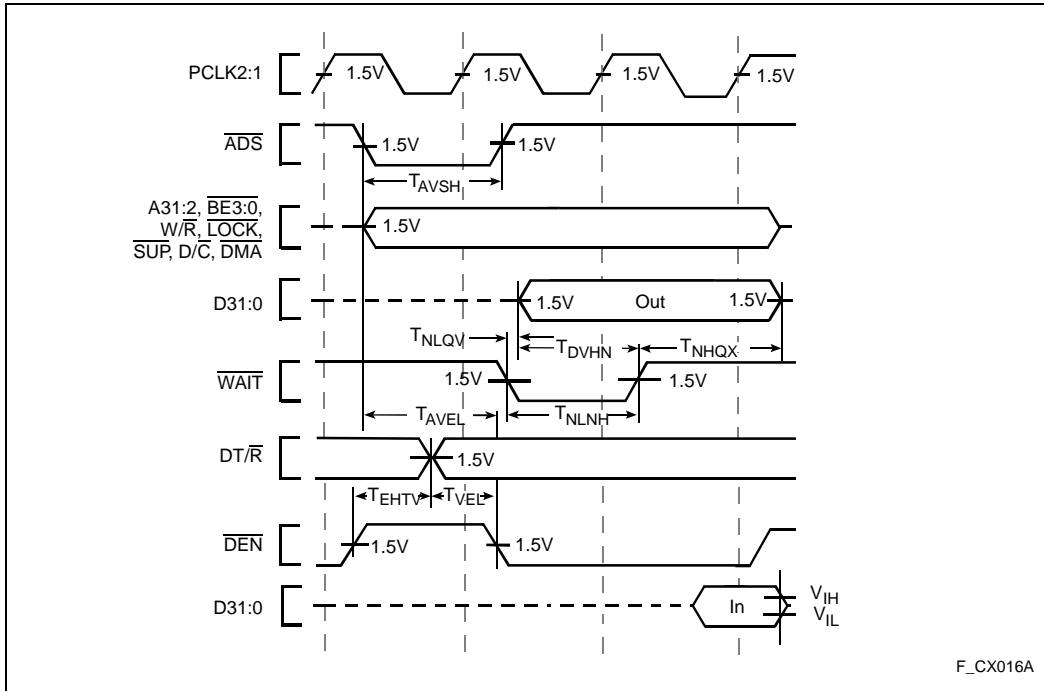 PCLK2:1
1.5V 1.5V 1.5V 1.5V
ADS
1.5V 1.5V
TAVSH
A31:2, BE3:0,
W/R, LOCK,
SUP, D/C, DMA
1.5V
D31:0
1.5V Out 1.5V
TNLQV
TDVHN
TNHQX
WAIT
1.5V 1.5V
TAVEL
TNLNH
DT/R
1.5V
TEHTV
TVEL
DEN
1.5V 1.5V
D31:0
In
VIH
VIL
F_CX016A